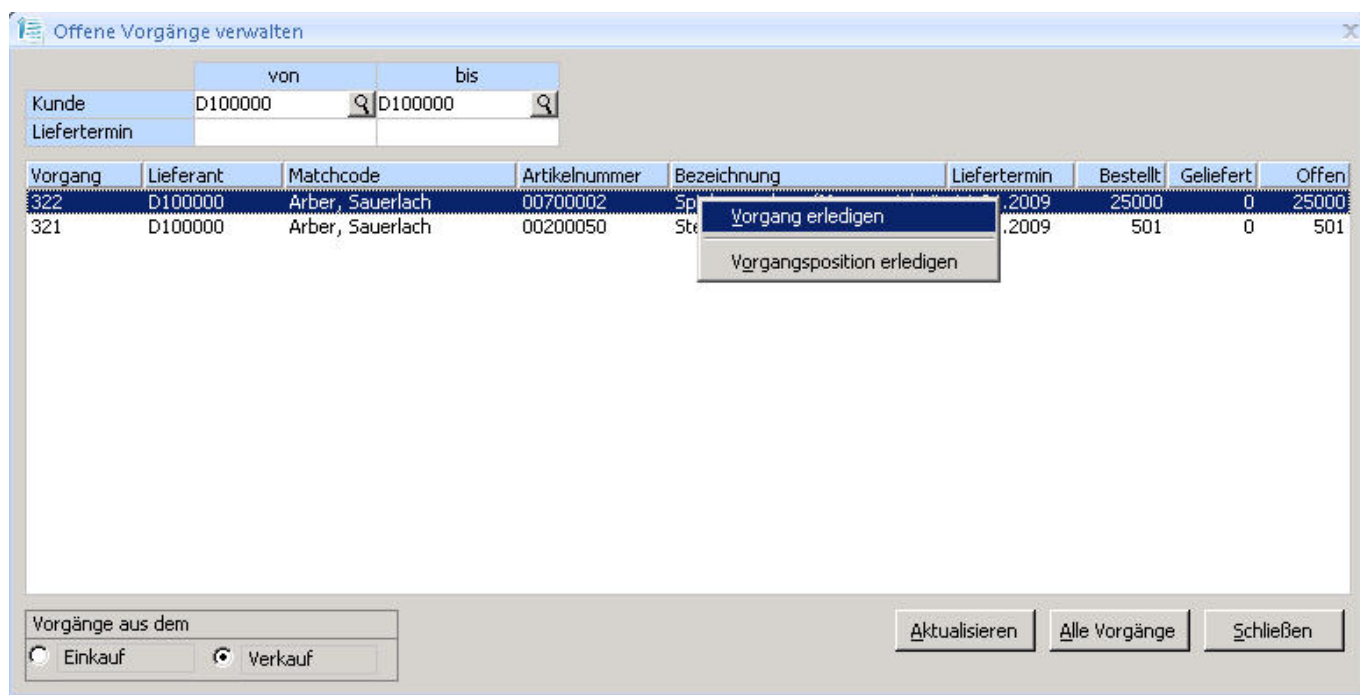 Offene Vorgänge verwalten
von bis
Kunde D100000 D100000
Liefertermin
Vorgang Lieferant Matchcode Artikelnummer Bezeichnung Liefertermin Bestellt Geliefert Offen
322 D100000 Arber, Sauerlach 00700002 .2009 25000 0 25000
Vorgang erledigen
321 D100000 Arber, Sauerlach 00200050 .2009 501 0 501
Vorgangsposition erledigen
Vorgänge aus dem
Einkauf Verkauf
Aktualisieren Alle Vorgänge Schließen